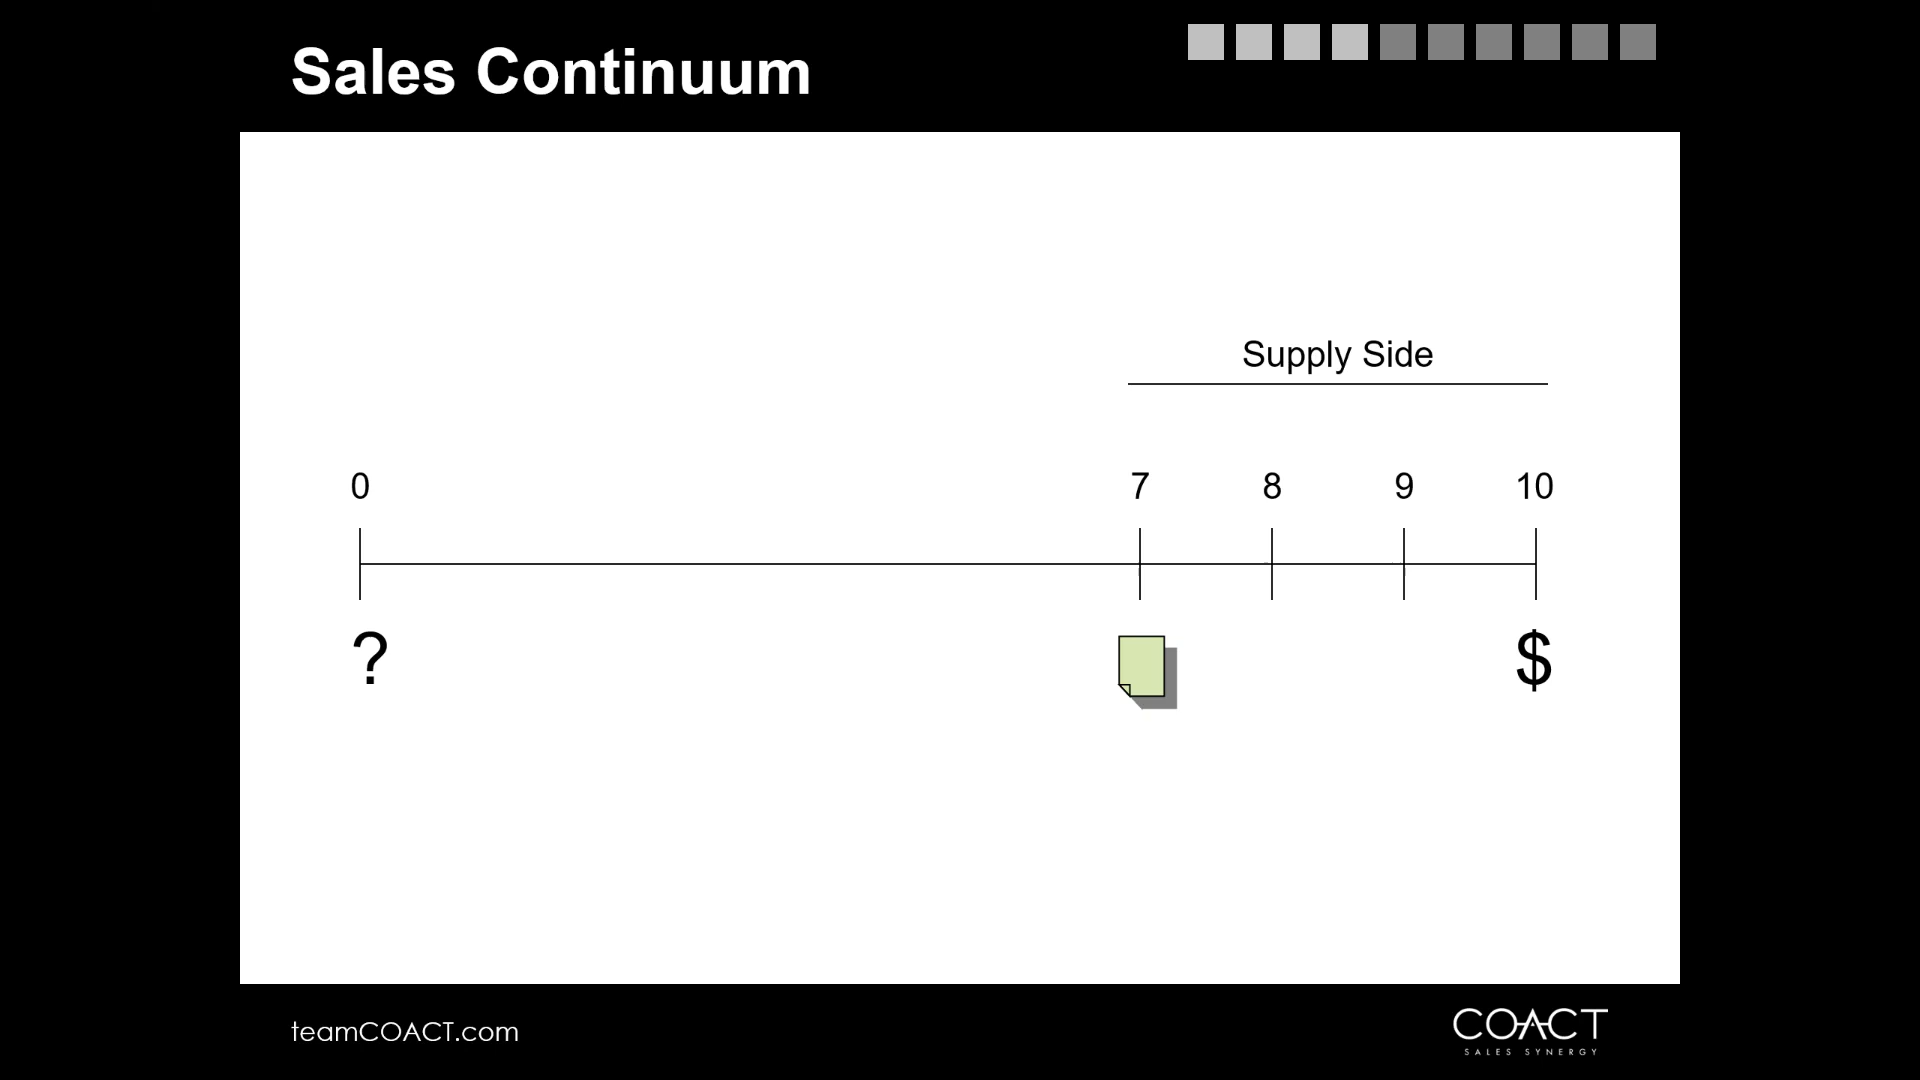 Sales Continuum
Supply Side
0 7 8 9 10
? $
teamCOACT.com
COACT
SALES SYNERGY